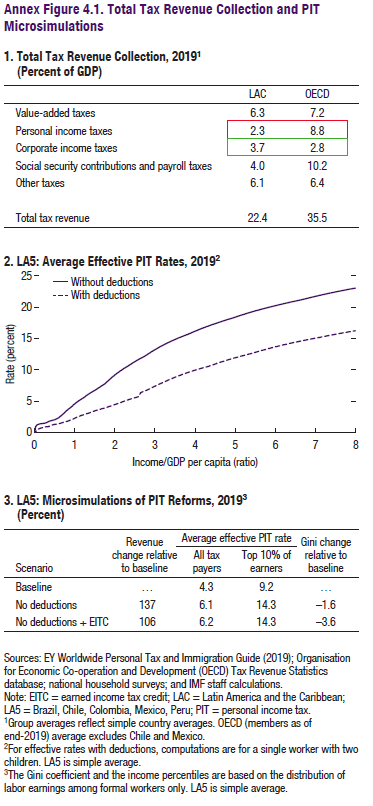 Annex Figure 4.1. Total Tax Revenue Collection and PIT
Microsimulations
1. Total Tax Revenue Collection, 2019¹
(Percent of GDP)
LAC OECD
Value-added taxes 6.3 7.2
Personal income taxes 2.3 8.8
Corporate income taxes 3.7 2.8
Social security contributions and payroll taxes 4.0 10.2
Other taxes 6.1 6.4
Total tax revenue 22.4 35.5
2. LA5: Average Effective PIT Rates, 2019²
25
Without deductions
With deductions
20
15
10
5
0
Rate (percent)
0 1 2 3 4 5 6 7 8
Income/GDP per capita (ratio)
3. LA5: Microsimulations of PIT Reforms, 2019³
(Percent)
Revenue Average effective PIT rate Gini change
change relative All tax Top 10% of relative to
Scenario to baseline payers earners baseline
Baseline … 4.3 9.2 …
No deductions 137 6.1 14.3 –1.6
No deductions + EITC 106 6.2 14.3 –3.6
Sources: EY Worldwide Personal Tax and Immigration Guide (2019); Organisation
for Economic Co-operation and Development (OECD) Tax Revenue Statistics
database; national household surveys; and IMF staff calculations.
Note: EITC = earned income tax credit; LAC = Latin America and the Caribbean;
LA5 = Brazil, Chile, Colombia, Mexico, Peru; PIT = personal income tax.
¹Group averages reflect simple country averages. OECD (members as of
end-2019) average excludes Chile and Mexico.
²For effective rates with deductions, computations are for a single worker with two
children. LA5 is simple average.
³The Gini coefficient and the income percentiles are based on the distribution of
labor earnings among formal workers only. LA5 is simple average.